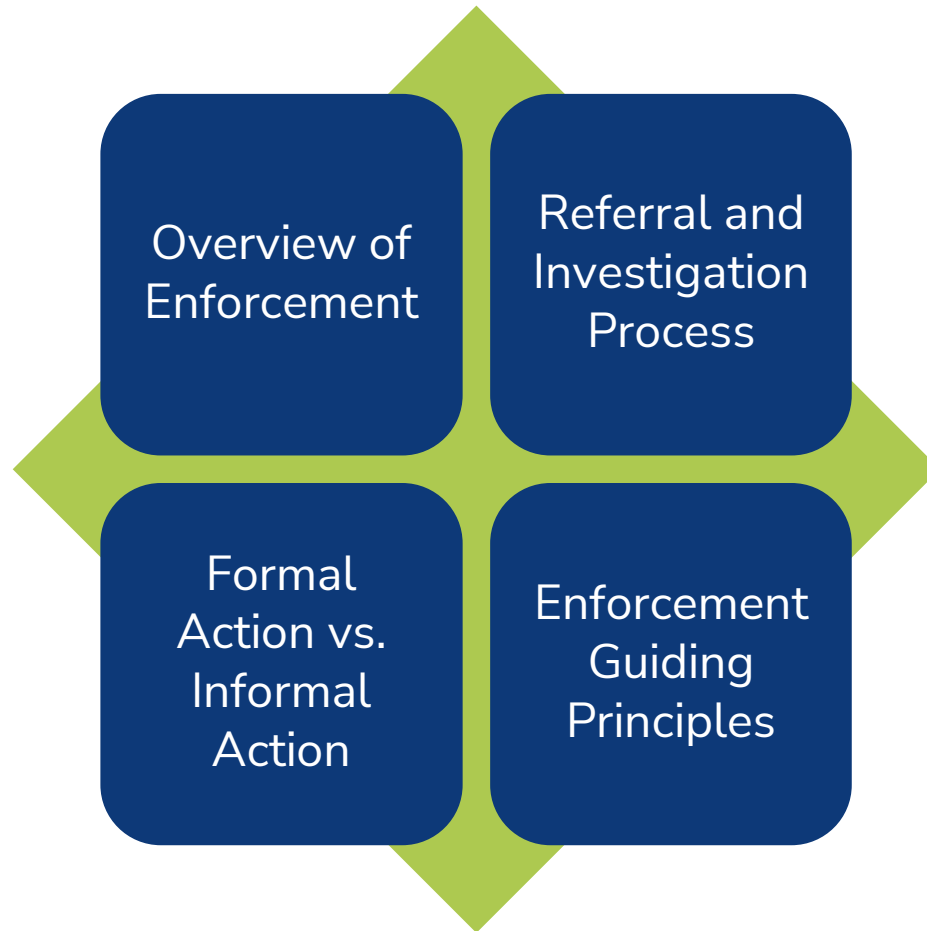 Overview of
Enforcement
Referral and
Investigation
Process
Formal
Action vs.
Informal
Action
Enforcement
Guiding
Principles